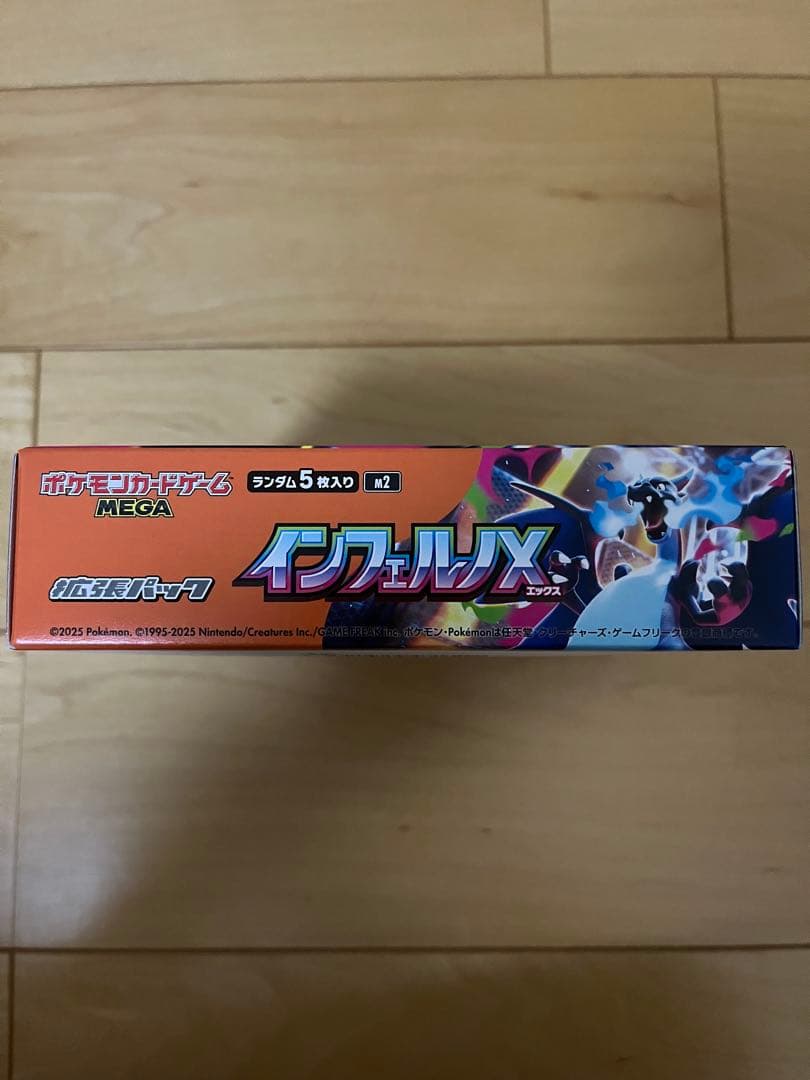 ポケモンカードゲーム
MEGA
ランダム5枚入り M2
拡張パック
インフェルノX
エックス
©2025 Pokémon. ©1995-2025 Nintendo/Creatures Inc./GAME FREAK inc. ポケモン・Pokémonは任天堂・クリーチャーズ・ゲームフリークの です。